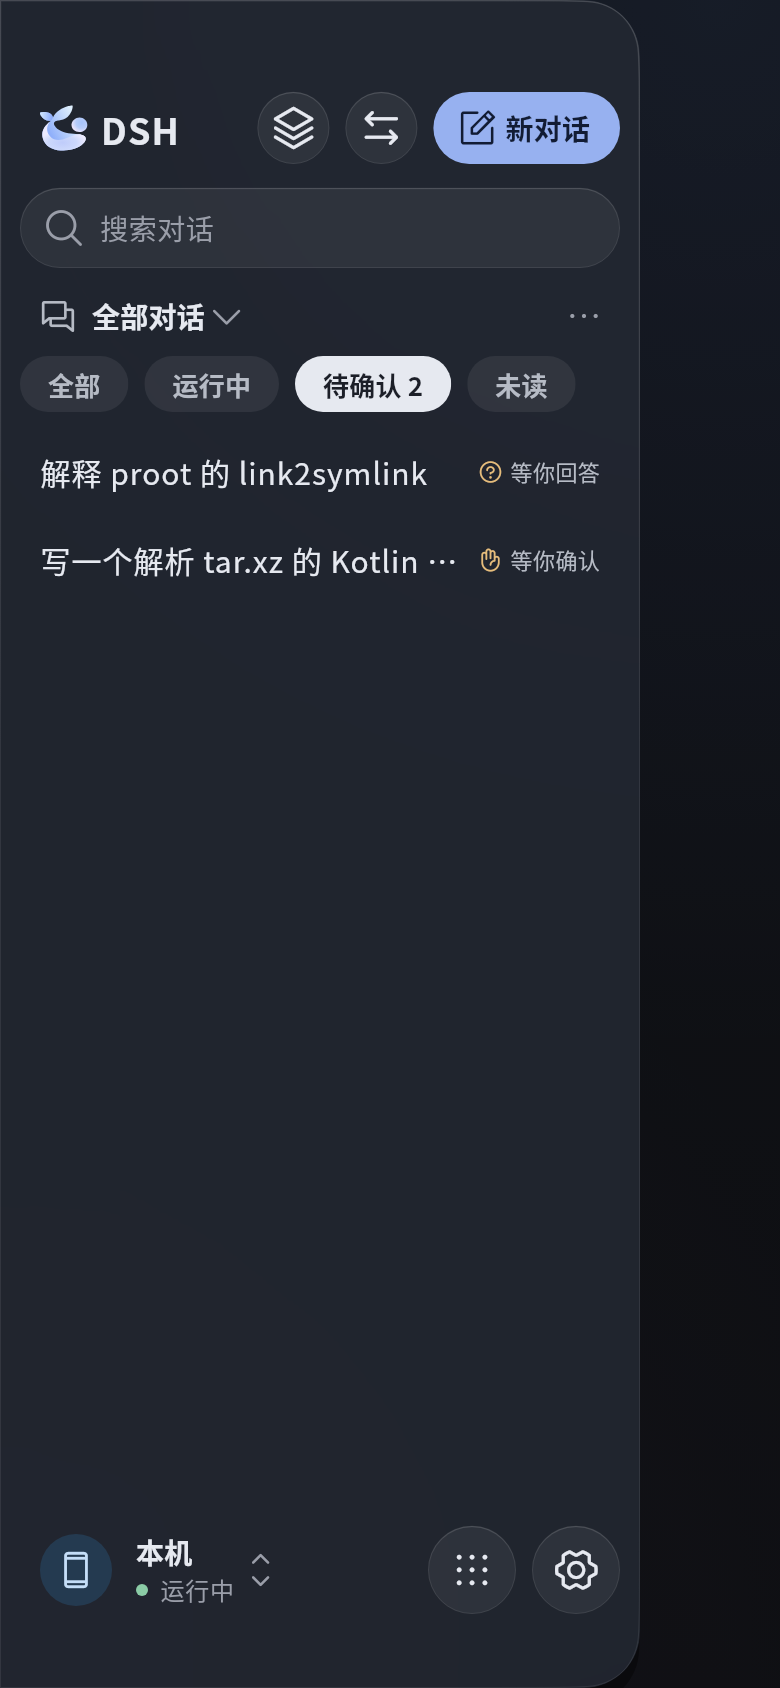 DSH
新对话
搜索对话
全部对话
全部 运行中 待确认 2 未读
解释 proot 的 link2symlink 等你回答
写一个解析 tar.xz 的 Kotlin … 等你确认
本机
运行中